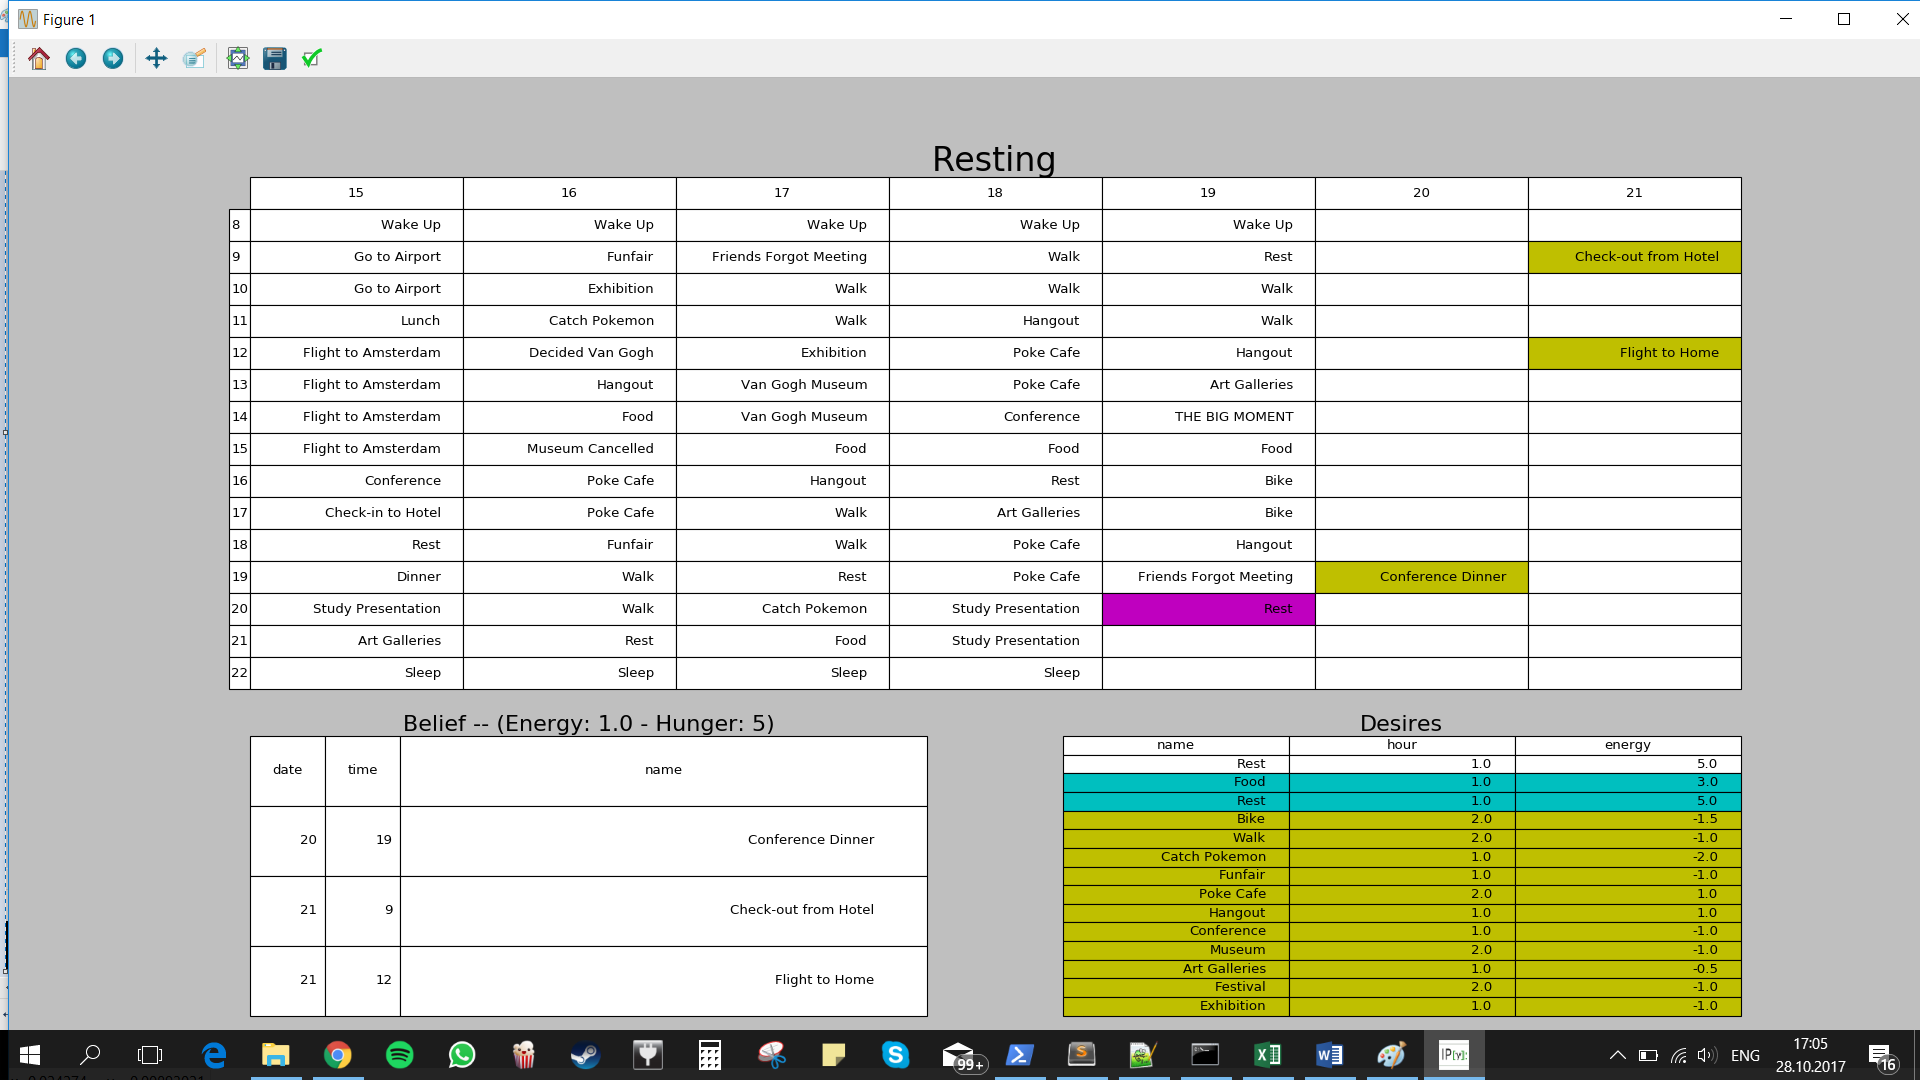 Figure 1
Resting
15 16 17 18 19 20 21
8 Wake Up Wake Up Wake Up Wake Up Wake Up
9 Go to Airport Funfair Friends Forgot Meeting Walk Rest Check-out from Hotel
10 Go to Airport Exhibition Walk Walk Walk
11 Lunch Catch Pokemon Walk Hangout Walk
12 Flight to Amsterdam Decided Van Gogh Exhibition Poke Cafe Hangout Flight to Home
13 Flight to Amsterdam Hangout Van Gogh Museum Poke Cafe Art Galleries
14 Flight to Amsterdam Food Van Gogh Museum Conference THE BIG MOMENT
15 Flight to Amsterdam Museum Cancelled Food Food Food
16 Conference Poke Cafe Hangout Rest Bike
17 Check-in to Hotel Poke Cafe Walk Art Galleries Bike
18 Rest Funfair Walk Poke Cafe Hangout
19 Dinner Walk Rest Poke Cafe Friends Forgot Meeting Conference Dinner
20 Study Presentation Walk Catch Pokemon Study Presentation Rest
21 Art Galleries Rest Food Study Presentation
22 Sleep Sleep Sleep Sleep
Belief -- (Energy: 1.0 - Hunger: 5)
date time name
20 19 Conference Dinner
21 9 Check-out from Hotel
21 12 Flight to Home
Desires
name hour energy
Rest 1.0 5.0
Food 1.0 3.0
Rest 1.0 5.0
Bike 2.0 -1.5
Walk 2.0 -1.0
Catch Pokemon 1.0 -2.0
Funfair 1.0 -1.0
Poke Cafe 2.0 1.0
Hangout 1.0 1.0
Conference 1.0 -1.0
Museum 2.0 -1.0
Art Galleries 1.0 -0.5
Festival 2.0 -1.0
Exhibition 1.0 -1.0
99+
IP[y]:
ENG
17:05
28.10.2017
16